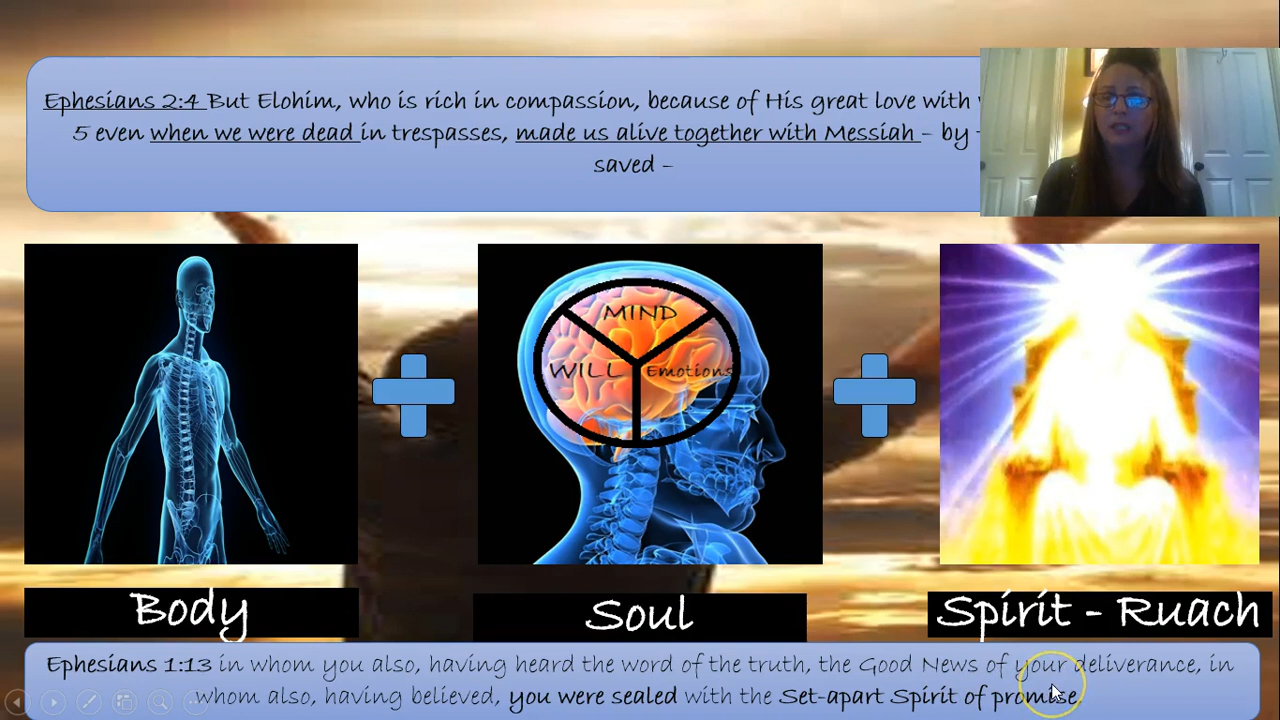 Ephesians 2:4 But Elohim, who is rich in compassion, because of His great love with
5 even when we were dead in trespasses, made us alive together with Messiah – by
saved –
MIND
WILL Emotions
Body
Soul
Spirit - Ruach
Ephesians 1:13 in whom you also, having heard the word of the truth, the Good News of your deliverance, in
whom also, having believed, you were sealed with the Set-apart Spirit of promise.